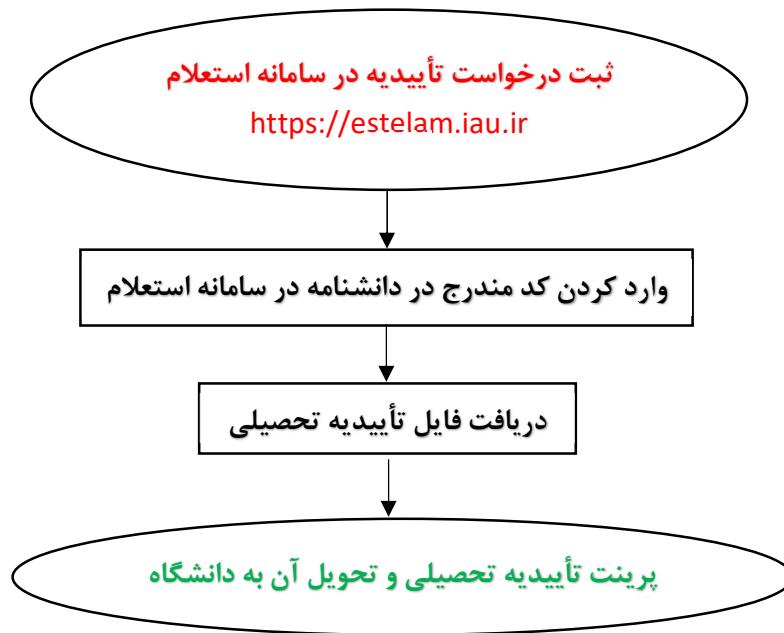 ثبت درخواست تأییدیه در سامانه استعلام
https://estelam.iau.ir
وارد کردن کد مندرج در دانشنامه در سامانه استعلام
دریافت فایل تأییدیه تحصیلی
پرینت تأییدیه تحصیلی و تحویل آن به دانشگاه